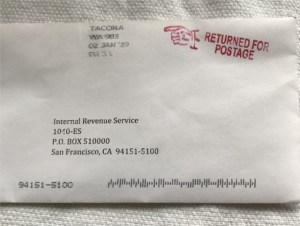 TACOMA
WA 983
02 JAN '20
RETURNED FOR
POSTAGE
Internal Revenue Service
1040-ES
P.O. BOX 510000
San Francisco, CA 94151-5100
94151-5100